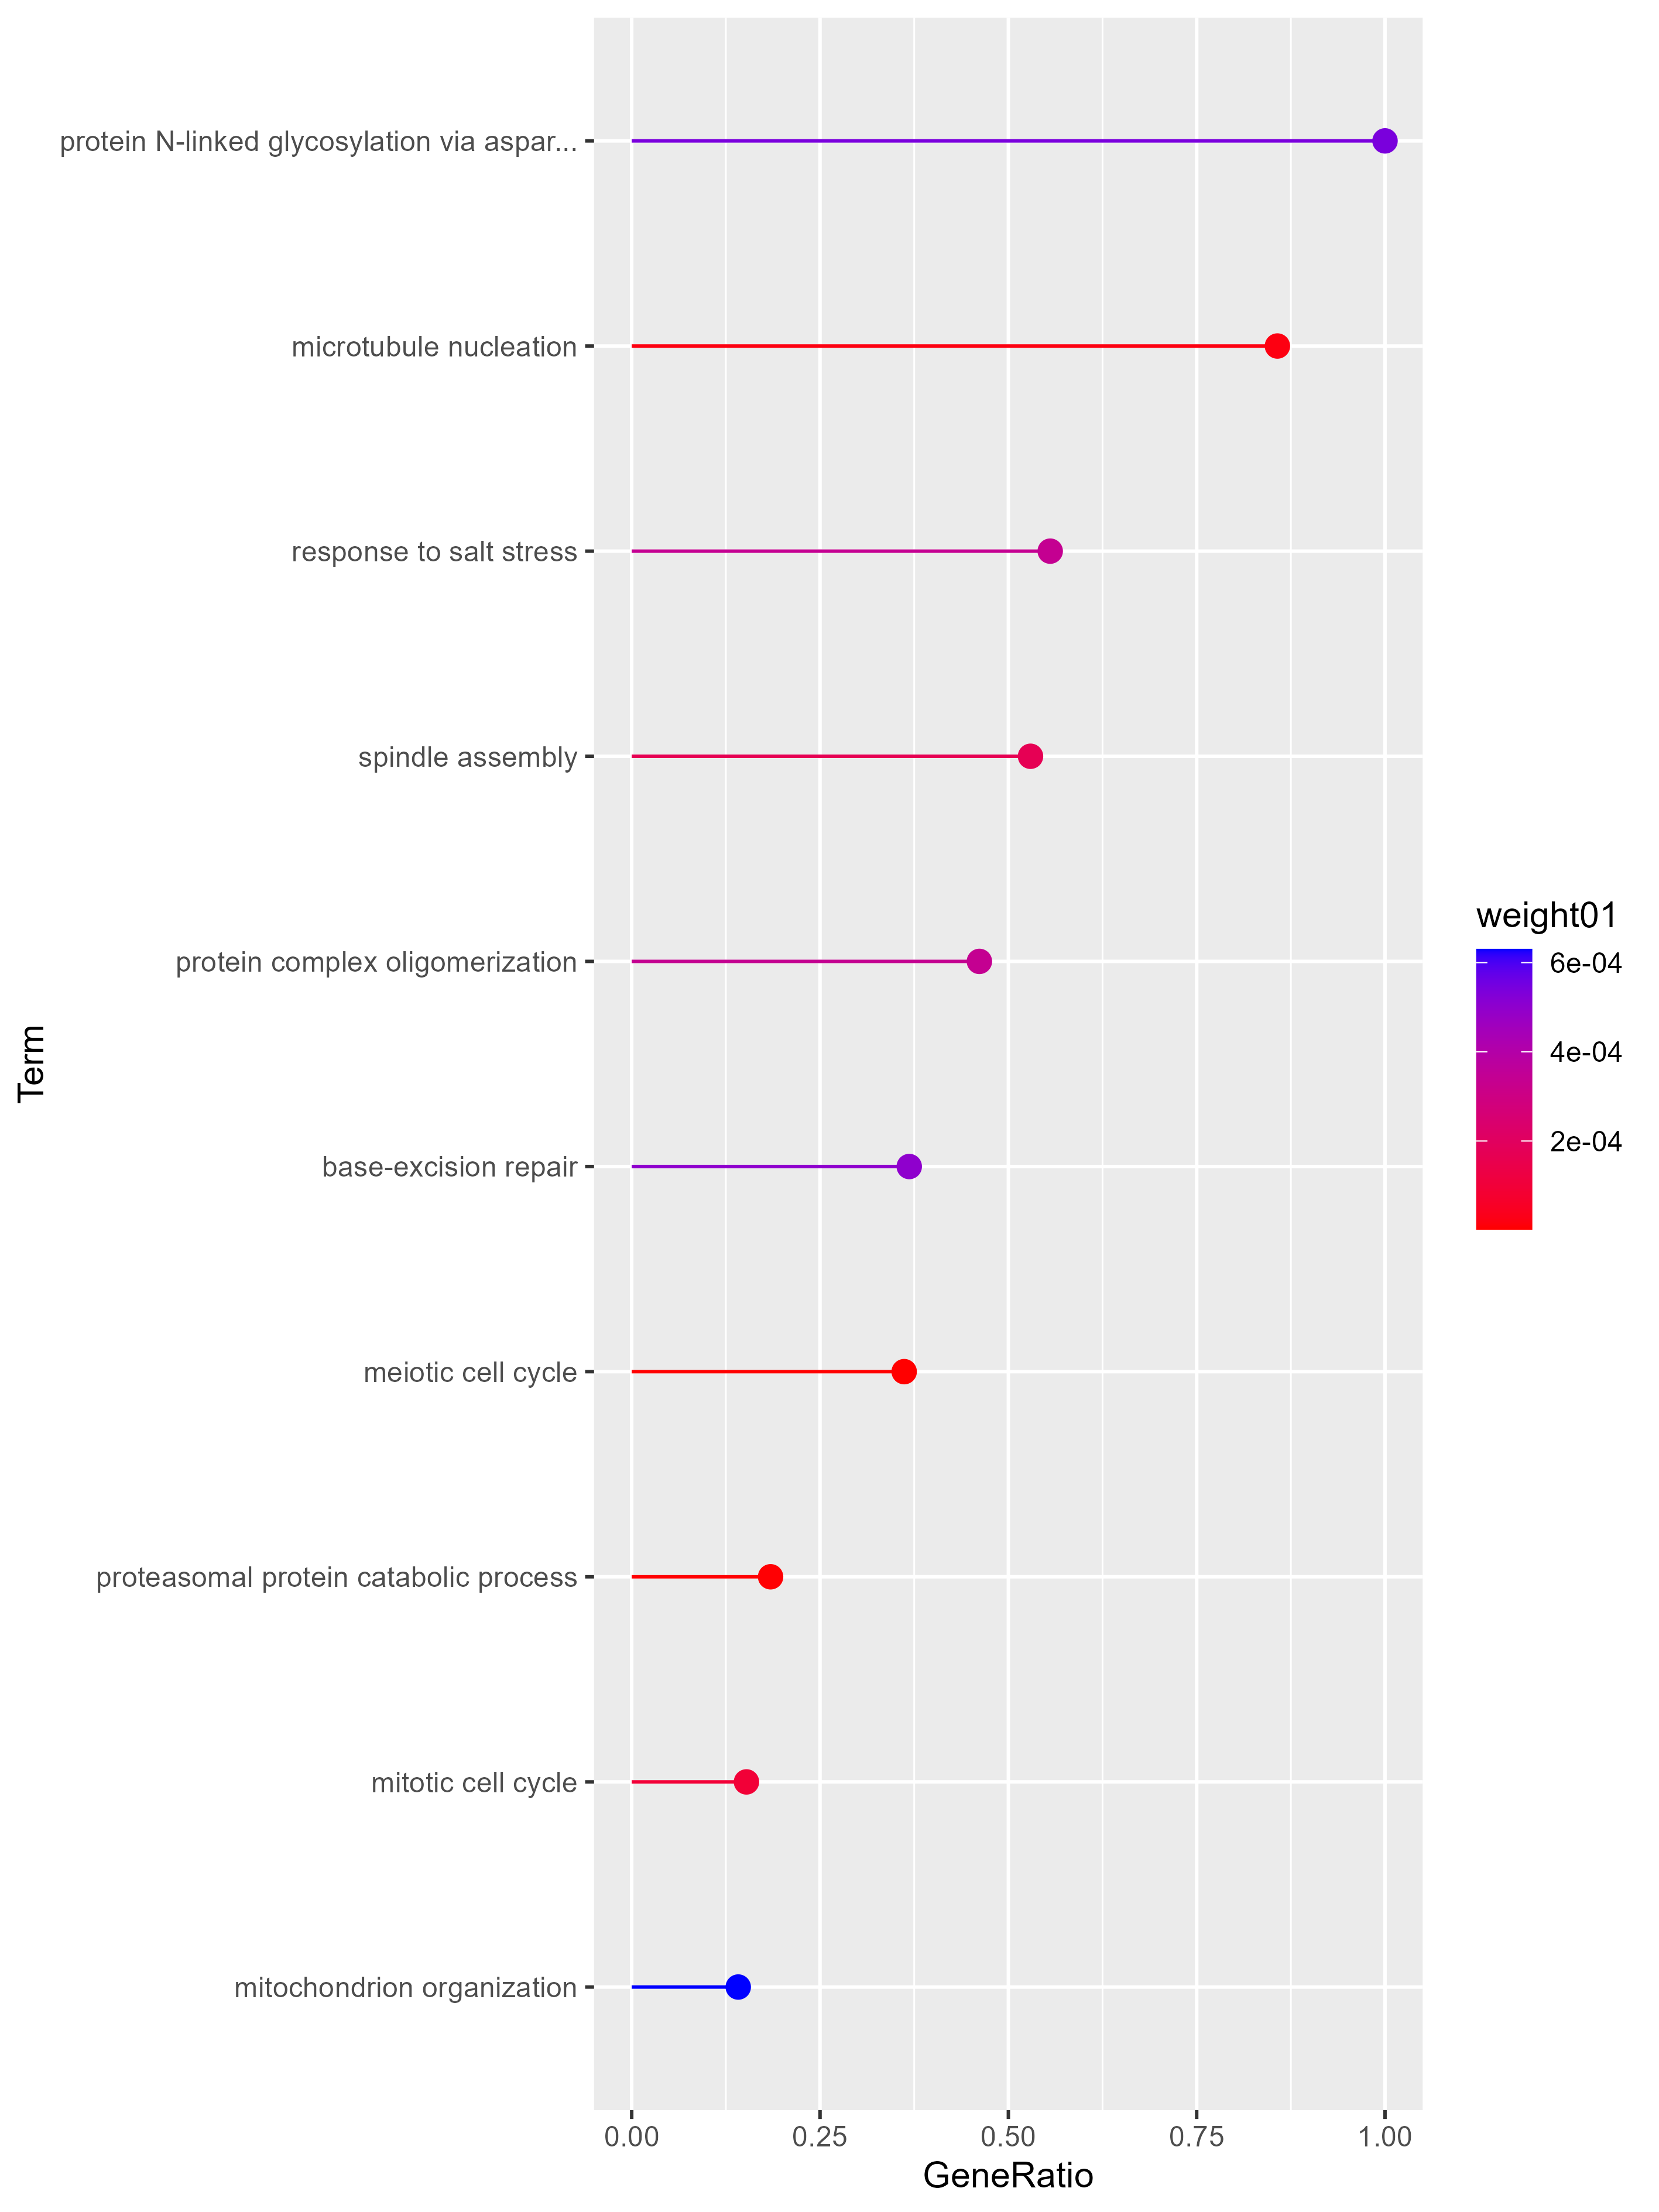 protein N-linked glycosylation via aspar...
microtubule nucleation
response to salt stress
spindle assembly
protein complex oligomerization
base-excision repair
meiotic cell cycle
proteasomal protein catabolic process
mitotic cell cycle
mitochondrion organization
Term
0.00 0.25 0.50 0.75 1.00
GeneRatio
weight01
6e-04
4e-04
2e-04